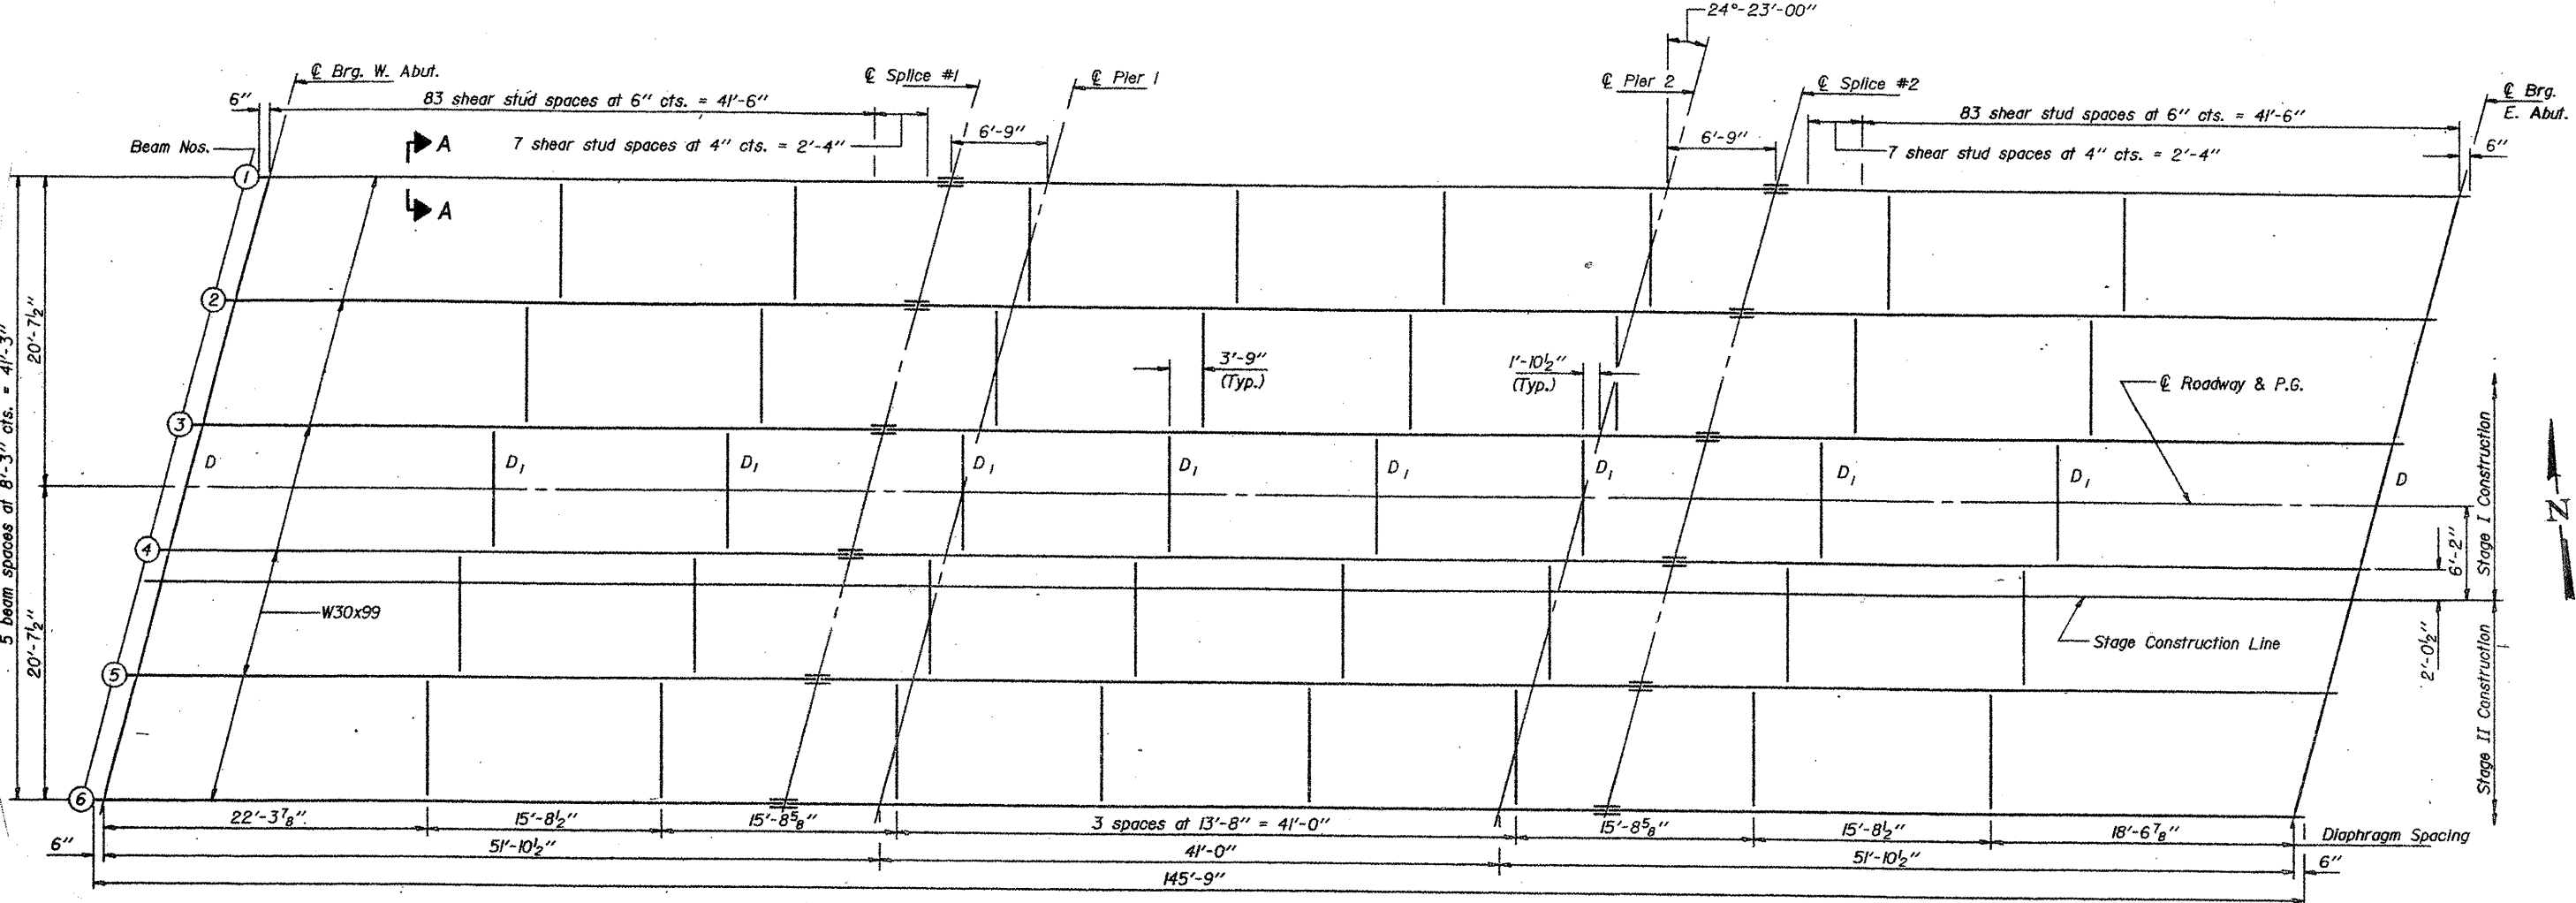 24°-23'-00"
℄ Brg. W. Abut.
℄ Splice #1
℄ Pier 1
℄ Pier 2
℄ Splice #2
℄ Brg.
E. Abut.
6"
83 shear stud spaces at 6" cts. = 41'-6"
7 shear stud spaces at 4" cts. = 2'-4"
6'-9"
6'-9"
83 shear stud spaces at 6" cts. = 41'-6"
7 shear stud spaces at 4" cts. = 2'-4"
6"
Beam Nos.
A
A
1
2
3
4
5
6
5 beam spaces at 8'-3" cts. = 41'-3"
20'-7½"
20'-7½"
3'-9"
(Typ.)
1'-10½"
(Typ.)
℄ Roadway & P.G.
D
D1
D1
D1
D1
D1
D1
D1
D1
D
W30x99
Stage Construction Line
6'-2"
2'-0½"
Stage I Construction
Stage II Construction
N
22'-3⅞"
15'-8½"
15'-8⅝"
3 spaces at 13'-8" = 41'-0"
15'-8⅝"
15'-8½"
18'-6⅞"
Diaphragm Spacing
6"
51'-10½"
41'-0"
51'-10½"
6"
145'-9"